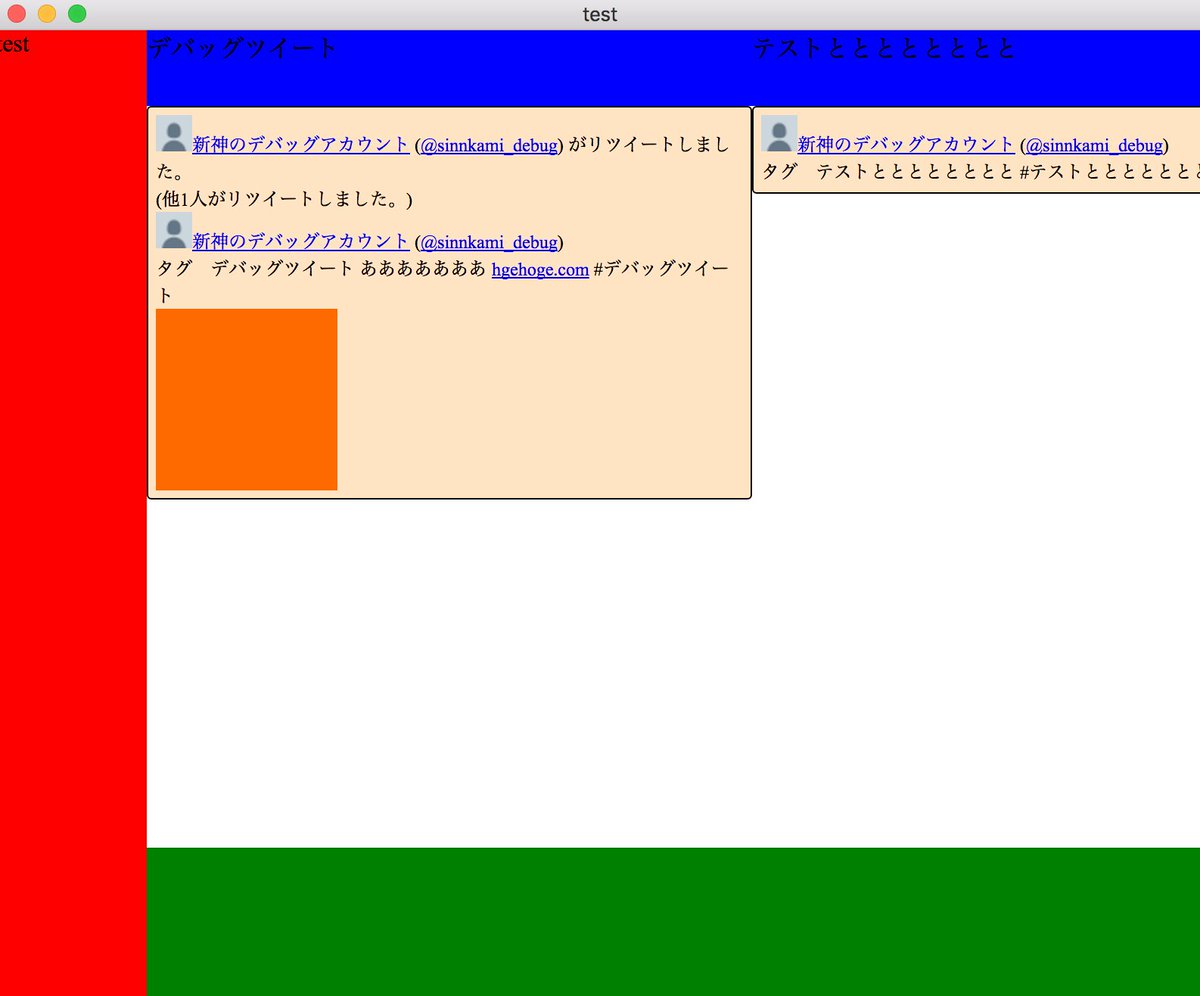 test
test
デバッグツイート
新神のデバッグアカウント (@sinnkami_debug) がリツイートしまし
た。
(他1人がリツイートしました。)
新神のデバッグアカウント (@sinnkami_debug)
タグ　デバッグツイート あああああああ hgehoge.com #デバッグツイー
ト
テストとととととととと
新神のデバッグアカウント (@sinnkami_debug)
タグ　テストとととととととと #テストととととととと